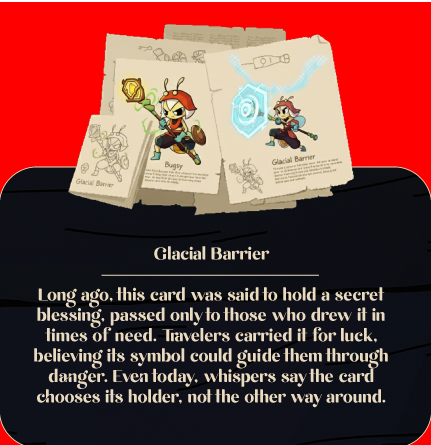 Glacial Barrier
Bugsy
Glacial Barrier
Glacial Barrier
Long ago, this card was said to hold a secret
blessing, passed only to those who drew it in
times of need. Travelers carried it for luck,
believing its symbol could guide them through
danger. Even today, whispers say the card
chooses its holder, not the other way around.